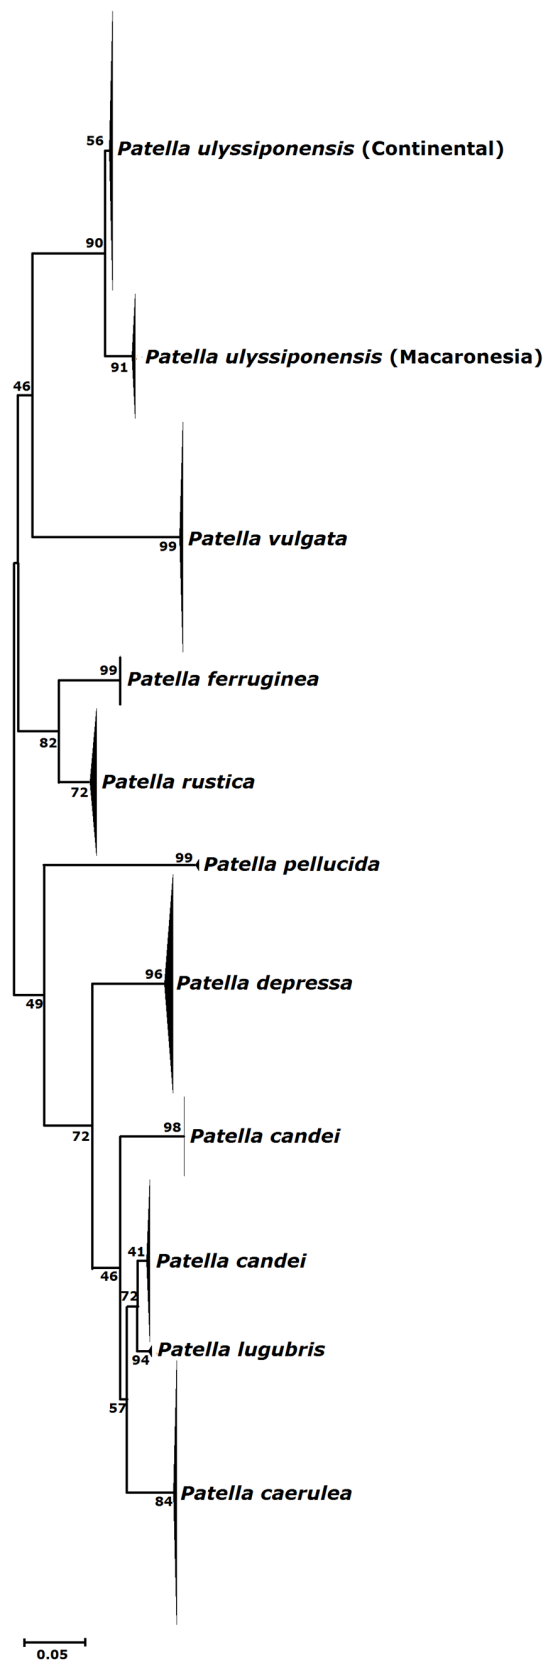 56
Patella ulyssiponensis (Continental)
90
Patella ulyssiponensis (Macaronesia)
91
46
Patella vulgata
99
99
Patella ferruginea
82
Patella rustica
72
99
Patella pellucida
96
Patella depressa
49
98
Patella candei
72
41
Patella candei
46
72
Patella lugubris
94
57
Patella caerulea
84
0.05